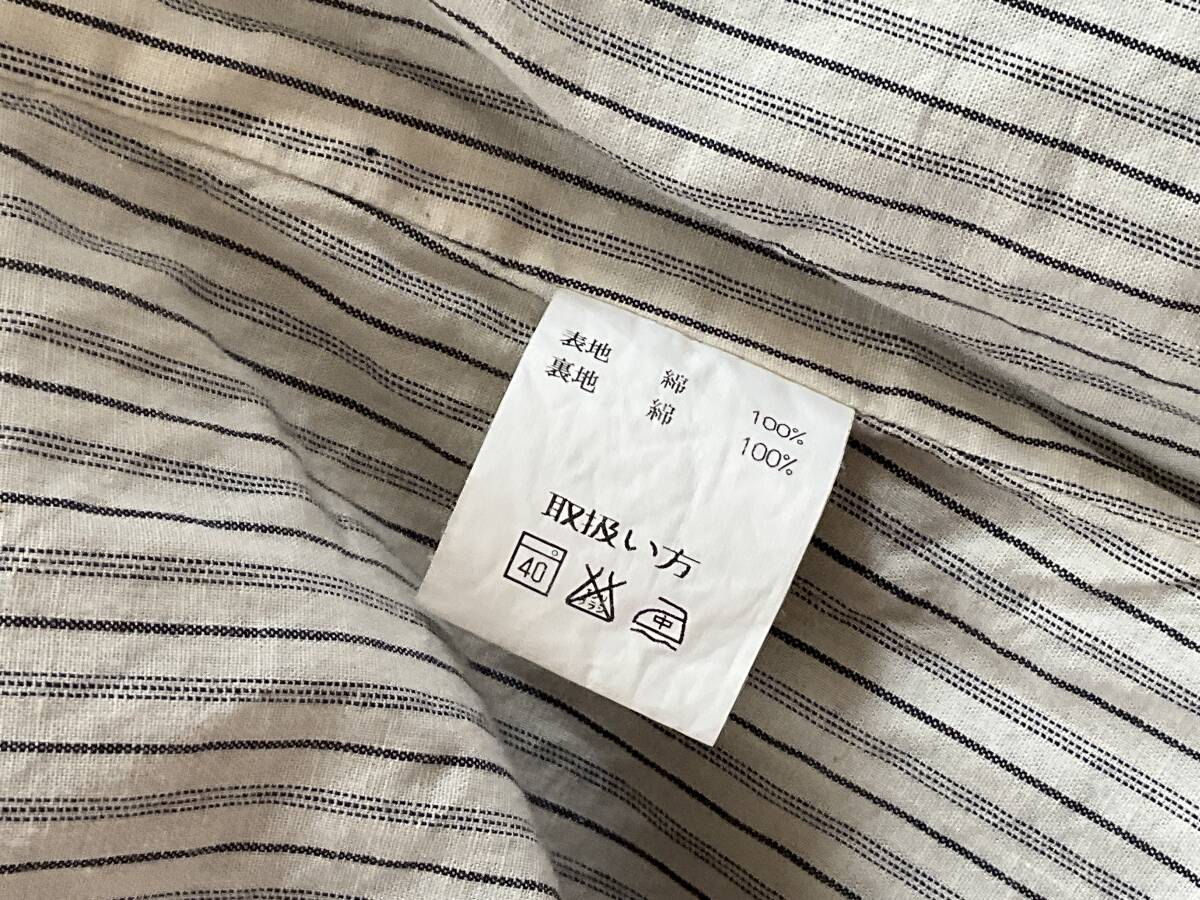 表地 綿 100%
裏地 綿 100%
取扱い方
40 中